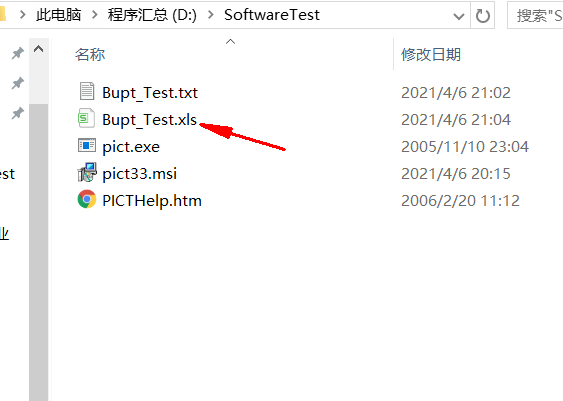 此电脑 > 程序汇总 (D:) > SoftwareTest
搜索"S
名称 修改日期
Bupt_Test.txt 2021/4/6 21:02
Bupt_Test.xls 2021/4/6 21:04
pict.exe 2005/11/10 23:04
pict33.msi 2021/4/6 20:15
est
PICTHelp.htm 2006/2/20 11:12
业